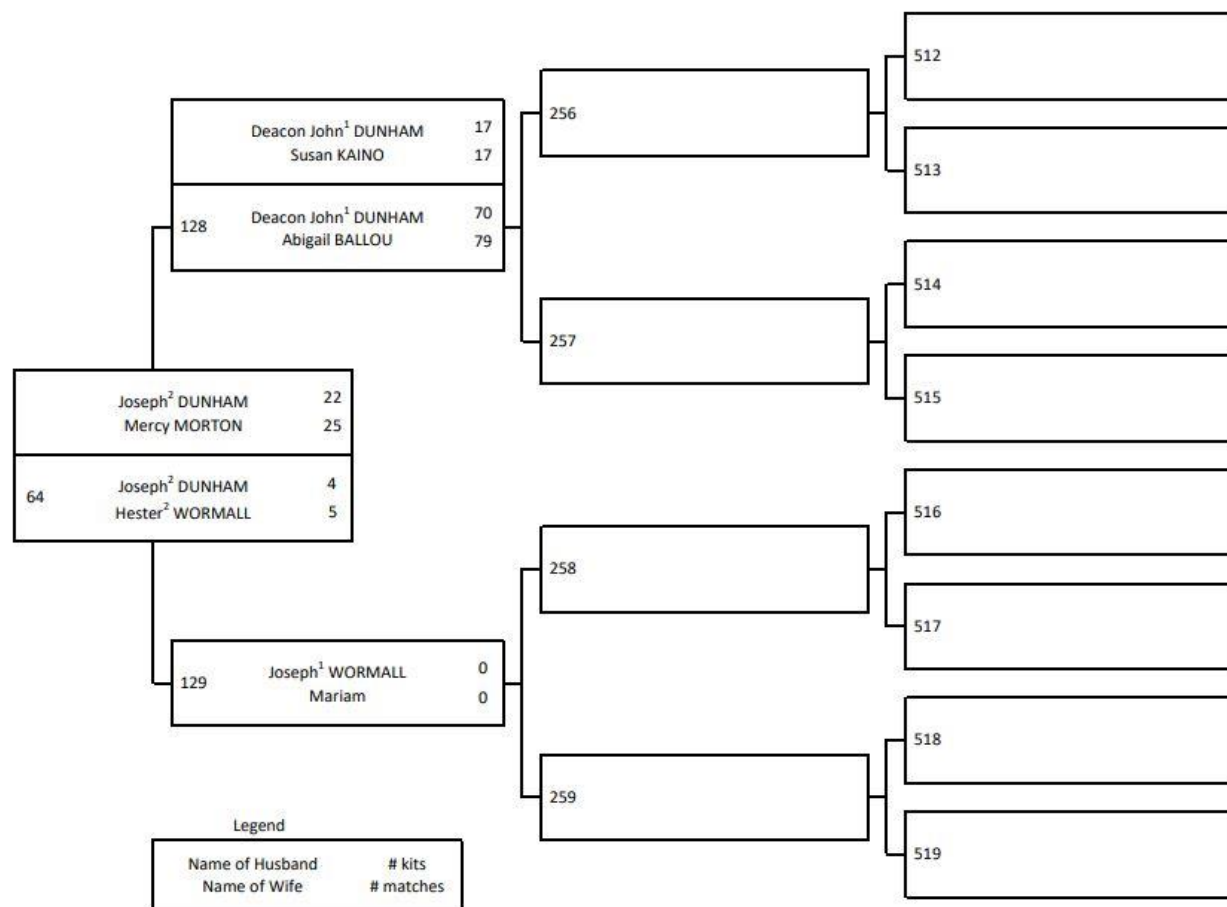 512
Deacon John¹ DUNHAM 17
Susan KAINO 17
256
513
128 Deacon John¹ DUNHAM 70
Abigail BALLOU 79
514
257
515
Joseph² DUNHAM 22
Mercy MORTON 25
64 Joseph² DUNHAM 4
Hester² WORMALL 5
516
258
517
129 Joseph¹ WORMALL 0
Mariam 0
518
259
519
Legend
Name of Husband # kits
Name of Wife # matches